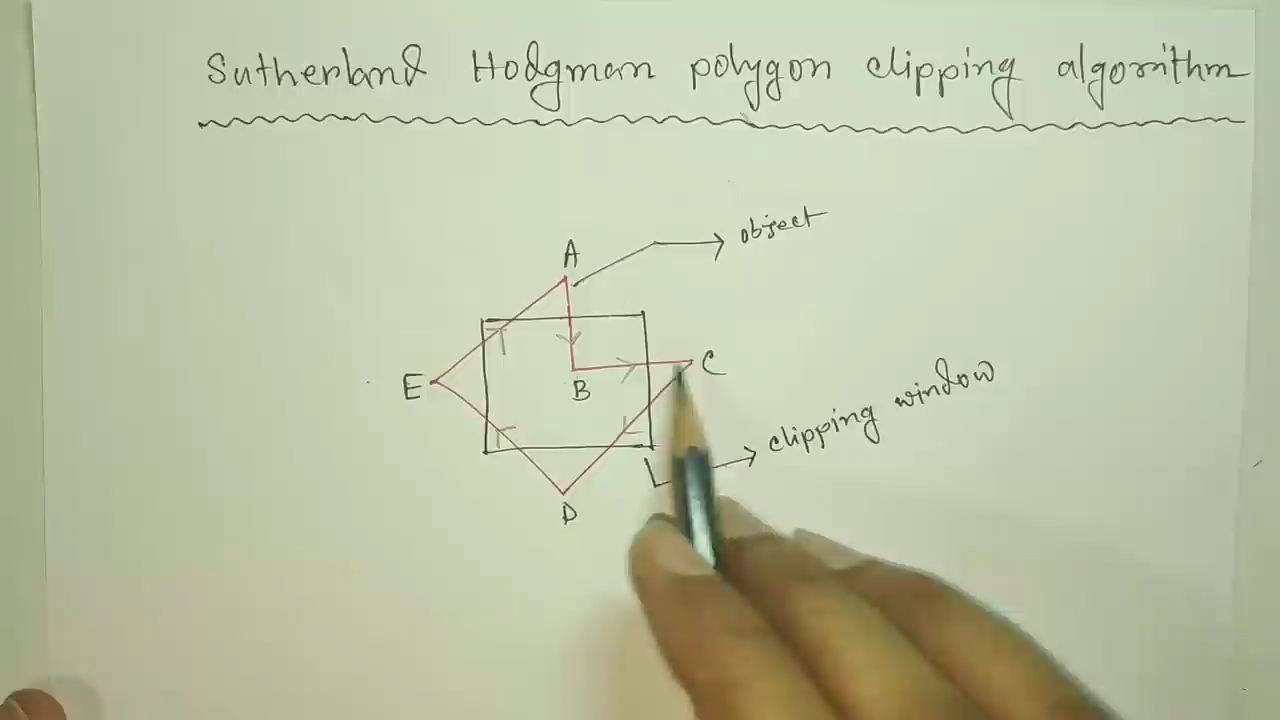 Sutherland Hodgman polygon clipping algorithm
object
A
E
B
C
clipping window
D